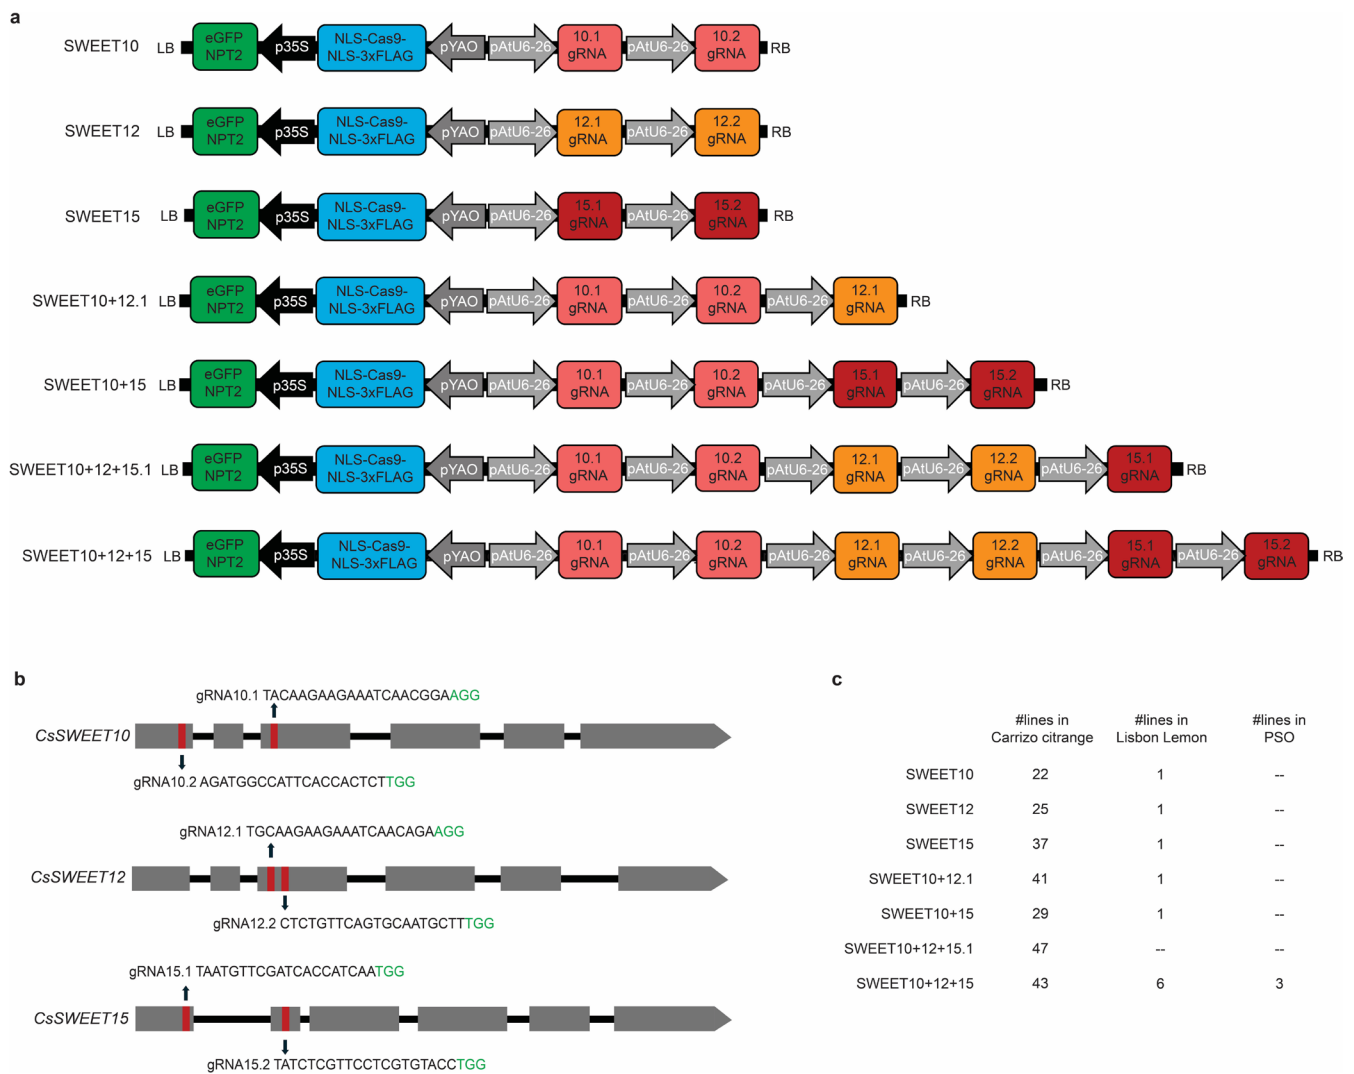 a
SWEET10 LB eGFP NPT2 p35S NLS-Cas9-NLS-3xFLAG pYAO pAtU6-26 10.1 gRNA pAtU6-26 10.2 gRNA RB
SWEET12 LB eGFP NPT2 p35S NLS-Cas9-NLS-3xFLAG pYAO pAtU6-26 12.1 gRNA pAtU6-26 12.2 gRNA RB
SWEET15 LB eGFP NPT2 p35S NLS-Cas9-NLS-3xFLAG pYAO pAtU6-26 15.1 gRNA pAtU6-26 15.2 gRNA RB
SWEET10+12.1 LB eGFP NPT2 p35S NLS-Cas9-NLS-3xFLAG pYAO pAtU6-26 10.1 gRNA pAtU6-26 10.2 gRNA pAtU6-26 12.1 gRNA RB
SWEET10+15 LB eGFP NPT2 p35S NLS-Cas9-NLS-3xFLAG pYAO pAtU6-26 10.1 gRNA pAtU6-26 10.2 gRNA pAtU6-26 15.1 gRNA pAtU6-26 15.2 gRNA RB
SWEET10+12+15.1 LB eGFP NPT2 p35S NLS-Cas9-NLS-3xFLAG pYAO pAtU6-26 10.1 gRNA pAtU6-26 10.2 gRNA pAtU6-26 12.1 gRNA pAtU6-26 12.2 gRNA pAtU6-26 15.1 gRNA RB
SWEET10+12+15 LB eGFP NPT2 p35S NLS-Cas9-NLS-3xFLAG pYAO pAtU6-26 10.1 gRNA pAtU6-26 10.2 gRNA pAtU6-26 12.1 gRNA pAtU6-26 12.2 gRNA pAtU6-26 15.1 gRNA pAtU6-26 15.2 gRNA RB
b
gRNA10.1 TACAAGAAGAAATCAACGGAAGG
CsSWEET10
gRNA10.2 AGATGGCCATTCACCACTCTTGG
gRNA12.1 TGCAAGAAGAAATCAACAGAAGG
CsSWEET12
gRNA12.2 CTCTGTTCAGTGCAATGCTTTGG
gRNA15.1 TAATGTTCGATCACCATCAATGG
CsSWEET15
gRNA15.2 TATCTCGTTCCTCGTGTACCTGG
c
#lines in Carrizo citrange #lines in Lisbon Lemon #lines in PSO
SWEET10 22 1 --
SWEET12 25 1 --
SWEET15 37 1 --
SWEET10+12.1 41 1 --
SWEET10+15 29 1 --
SWEET10+12+15.1 47 -- --
SWEET10+12+15 43 6 3